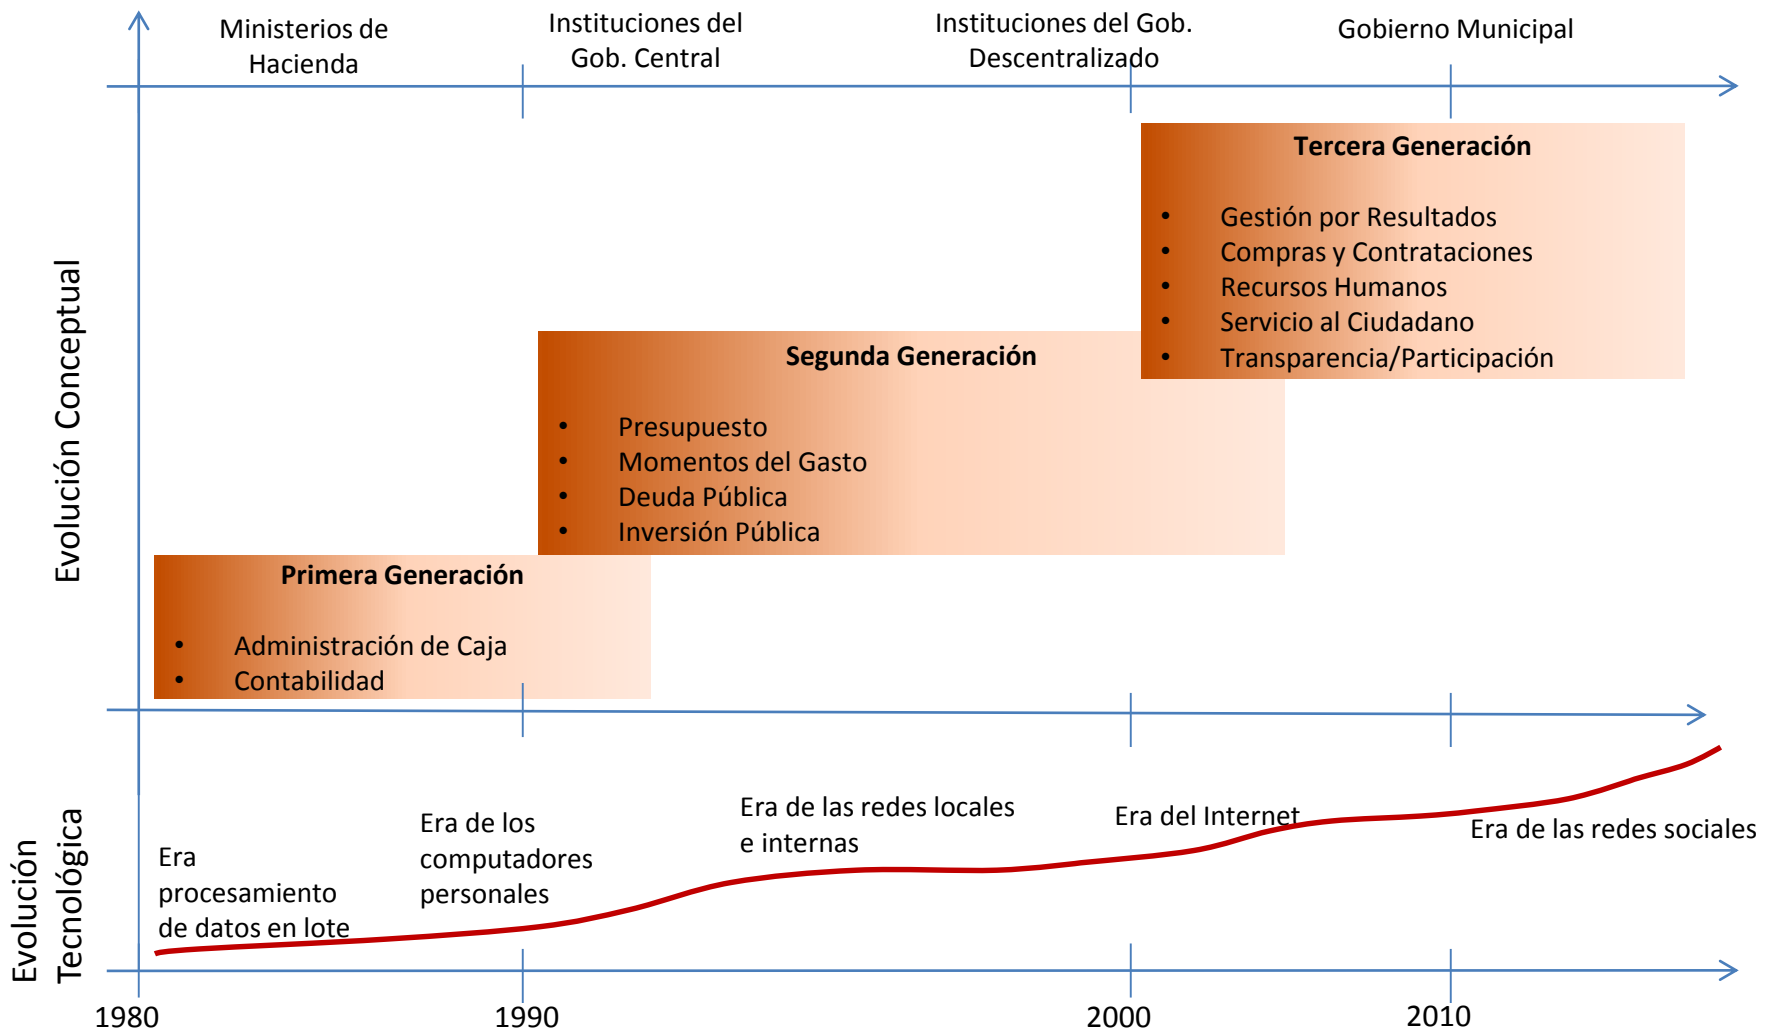 Ministerios de
Hacienda
Instituciones del
Gob. Central
Instituciones del Gob.
Descentralizado
Gobierno Municipal
Evolución Conceptual
Tercera Generación
• Gestión por Resultados
• Compras y Contrataciones
• Recursos Humanos
• Servicio al Ciudadano
• Transparencia/Participación
Segunda Generación
• Presupuesto
• Momentos del Gasto
• Deuda Pública
• Inversión Pública
Primera Generación
• Administración de Caja
• Contabilidad
Evolución
Tecnológica
Era
procesamiento
de datos en lote
Era de los
computadores
personales
Era de las redes locales
e internas
Era del Internet
Era de las redes sociales
1980
1990
2000
2010